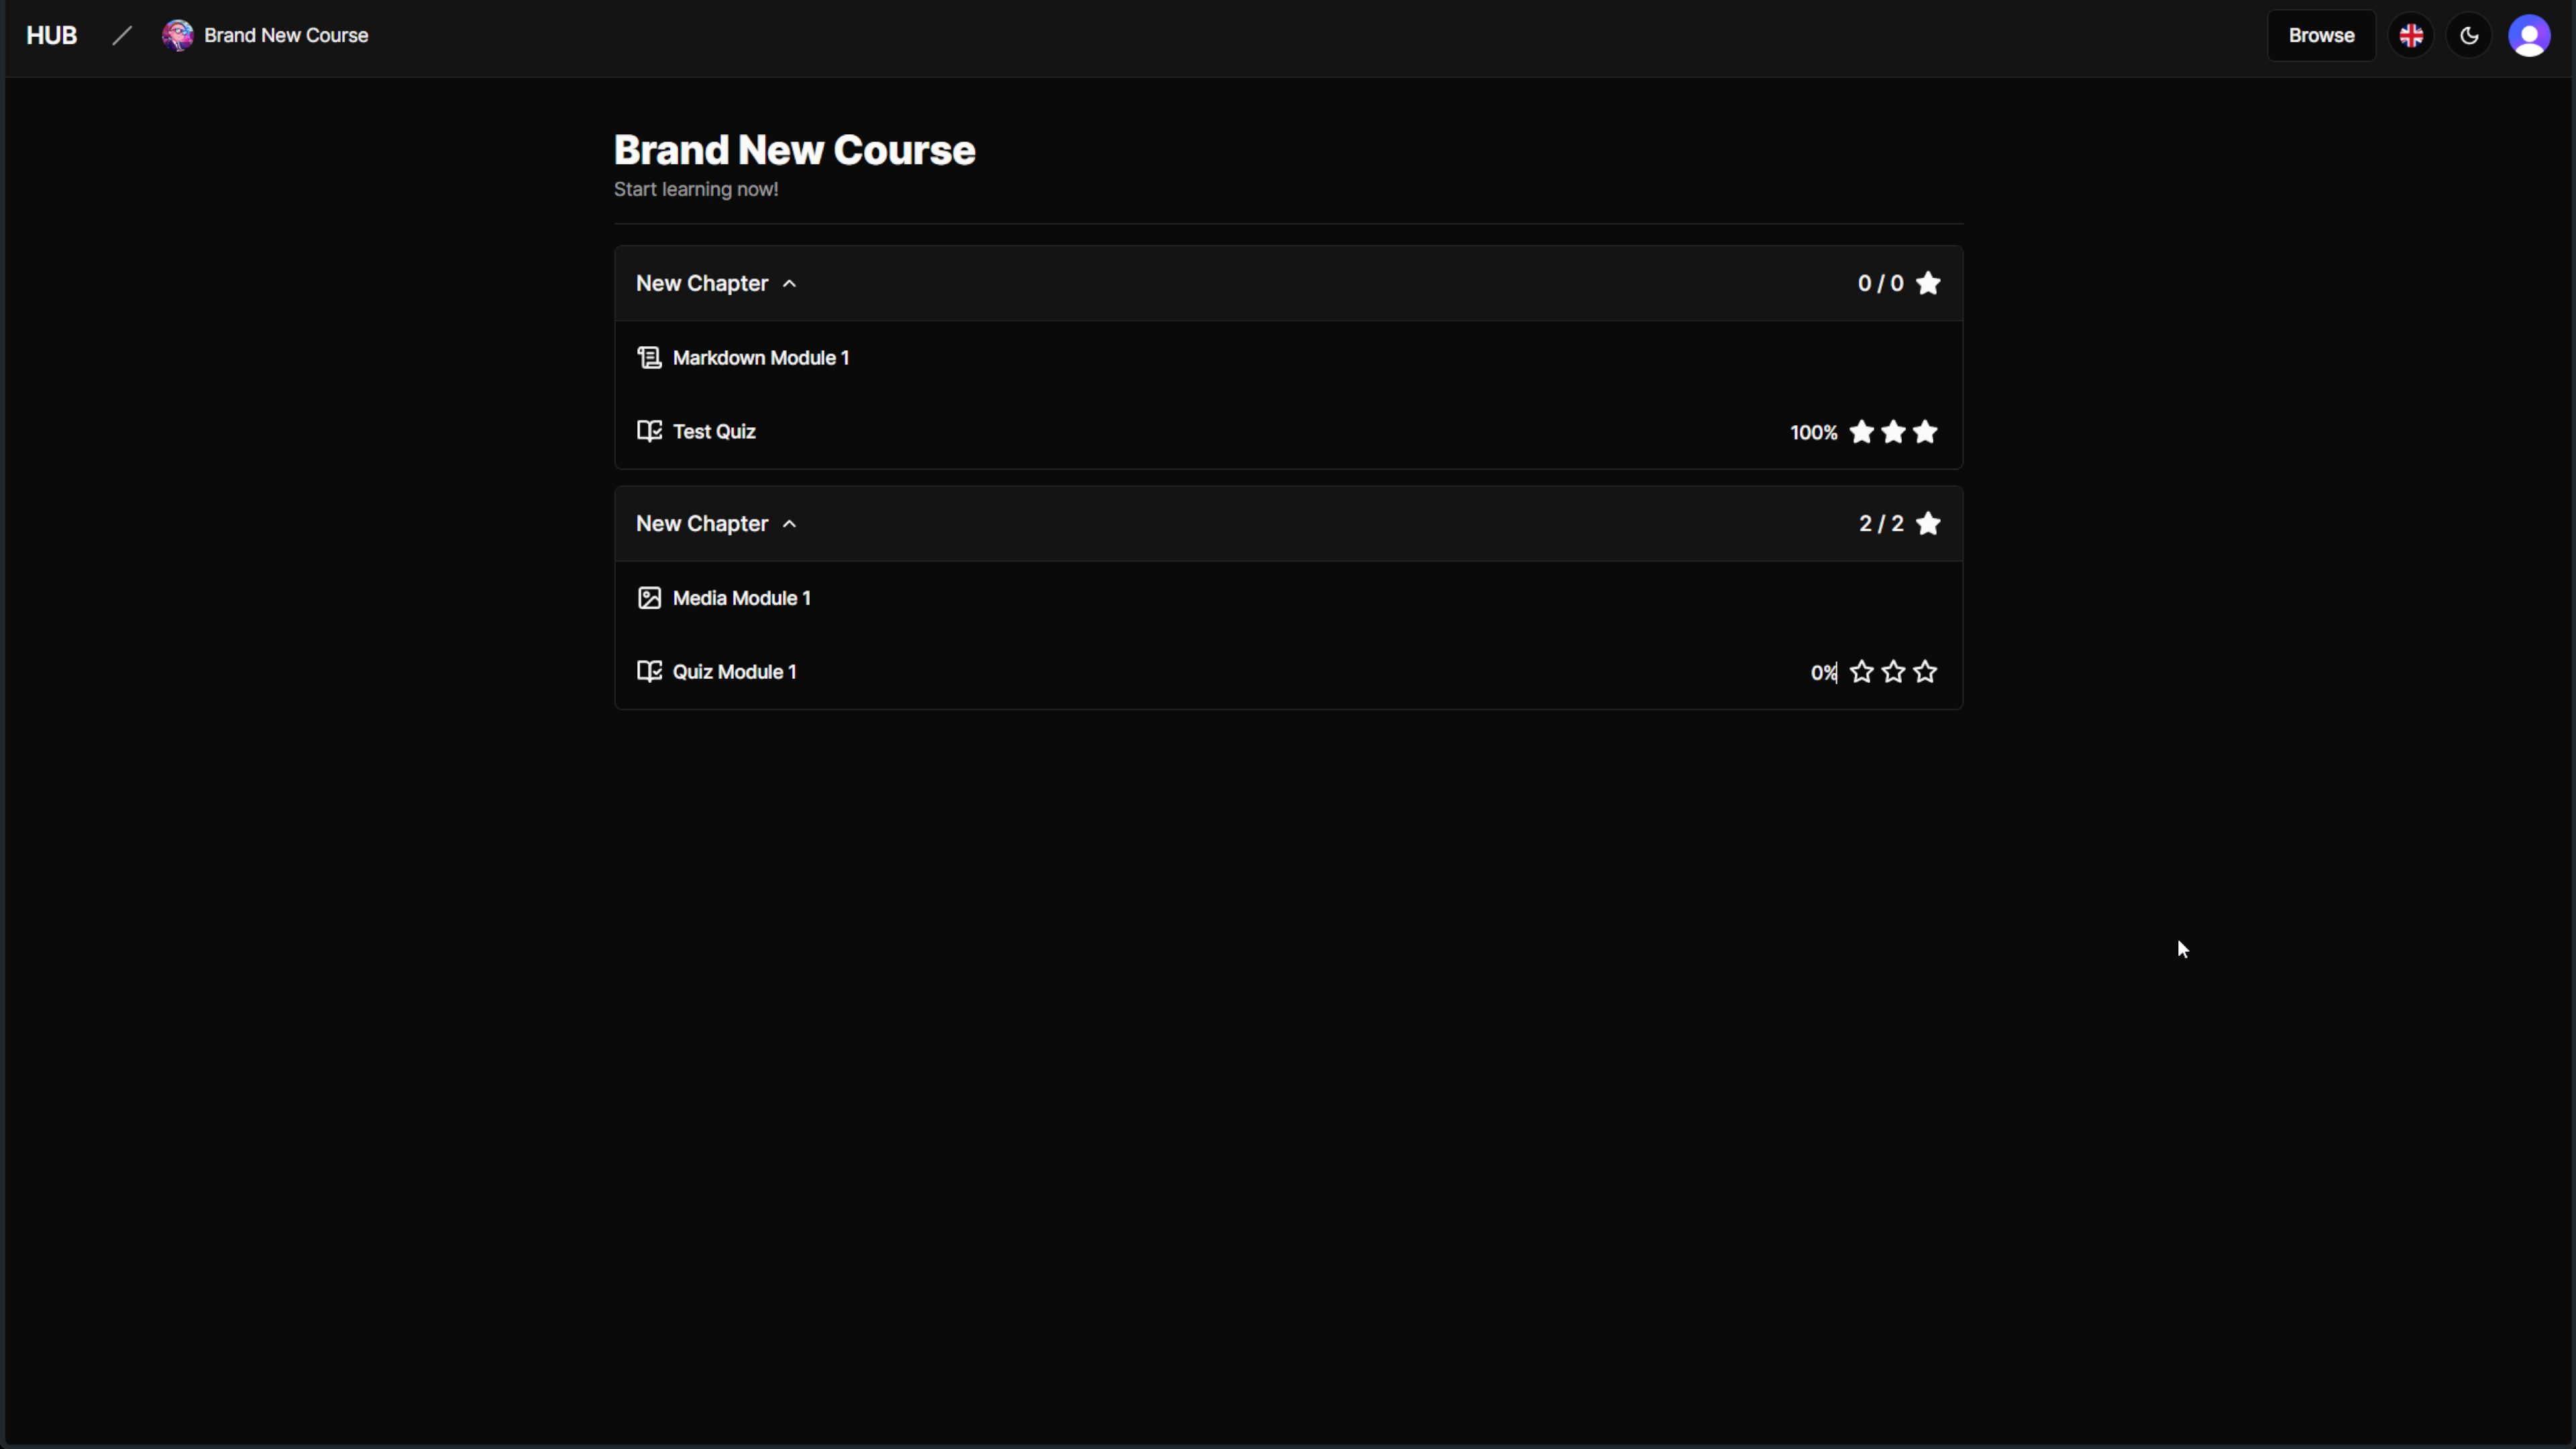 HUB / Brand New Course Browse
Brand New Course
Start learning now!
New Chapter 0 / 0
Markdown Module 1
Test Quiz 100%
New Chapter 2 / 2
Media Module 1
Quiz Module 1 0%